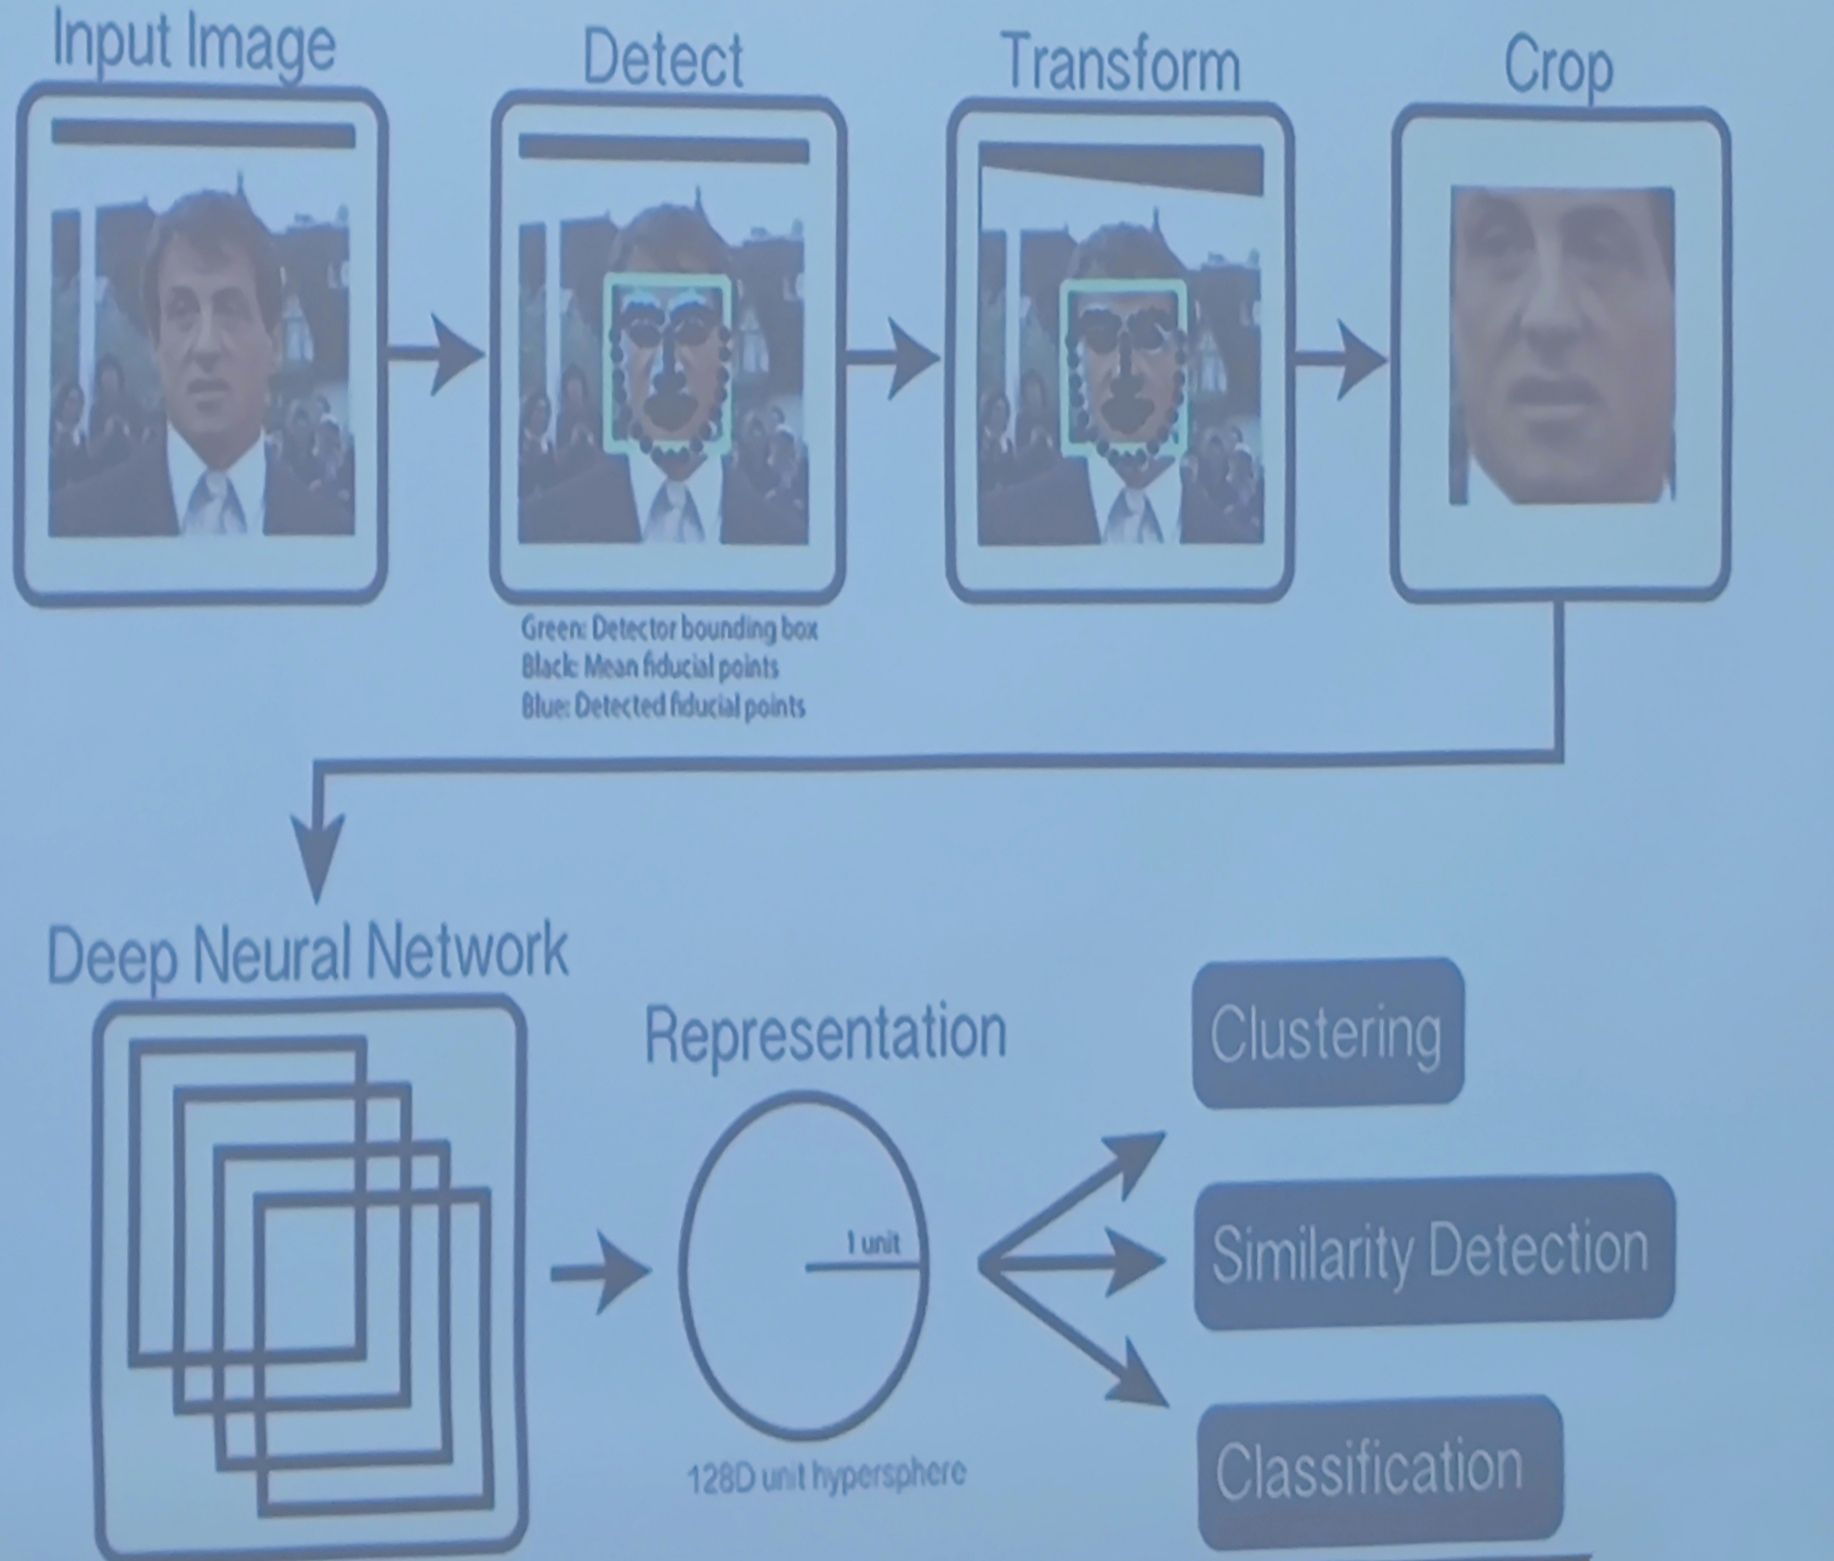 Input Image
Detect
Transform
Crop
Green: Detector bounding box
Black: Mean fiducial points
Blue: Detected fiducial points
Deep Neural Network
Representation
1 unit
128D unit hypersphere
Clustering
Similarity Detection
Classification